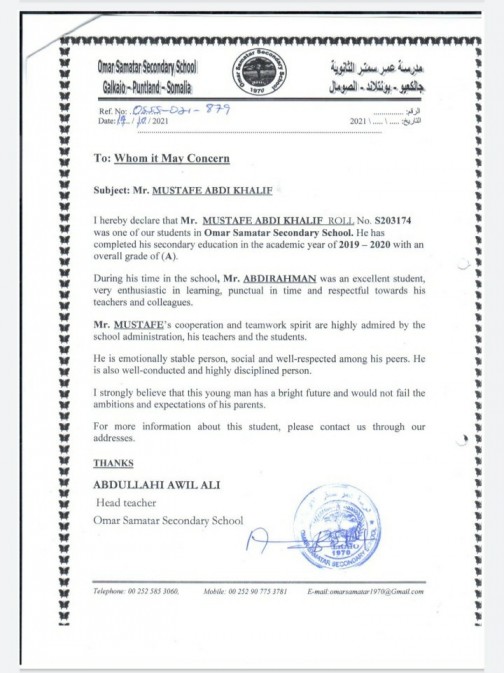 Omar Samatar Secondary School
Galkaio – Puntland – Somalia
Omar Samatar Secondary School
1970
مدرسة عمر سمتر الثانوية
جالكعيو - بونتلاند - الصومال
Ref. No: 0555-021-879
Date: / 10 / 2021
الرقم: ..............
التاريخ: ..... \ ..... \ 2021
To: Whom it May Concern
Subject: Mr. MUSTAFE ABDI KHALIF
I hereby declare that Mr. MUSTAFE ABDI KHALIF ROLL No. S203174
was one of our students in Omar Samatar Secondary School. He has
completed his secondary education in the academic year of 2019 – 2020 with an
overall grade of (A).
During his time in the school, Mr. ABDIRAHMAN was an excellent student,
very enthusiastic in learning, punctual in time and respectful towards his
teachers and colleagues.
Mr. MUSTAFE's cooperation and teamwork spirit are highly admired by the
school administration, his teachers and the students.
He is emotionally stable person, social and well-respected among his peers. He
is also well-conducted and highly disciplined person.
I strongly believe that this young man has a bright future and would not fail the
ambitions and expectations of his parents.
For more information about this student, please contact us through our
addresses.
THANKS
ABDULLAHI AWIL ALI
Head teacher
Omar Samatar Secondary School
1970
OMAR SAMATAR SECONDARY
Telephone: 00 252 585 3060, Mobile: 00 252 90 775 3781 E-mail:omarsamatar1970@Gmail.com